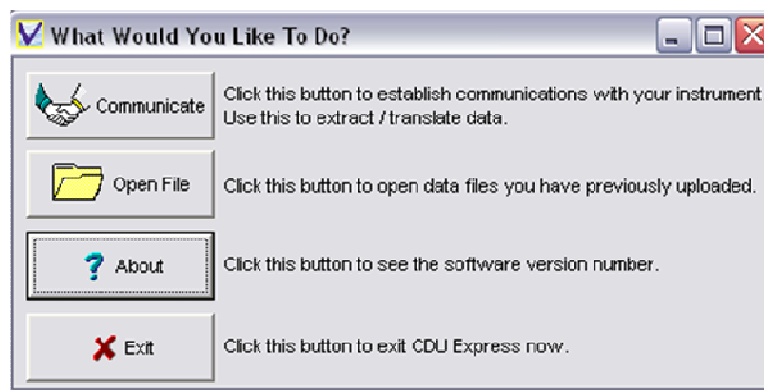 What Would You Like To Do?
Communicate
Click this button to establish communications with your instrument
Use this to extract / translate data.
Open File
Click this button to open data files you have previously uploaded.
About
Click this button to see the software version number.
Exit
Click this button to exit CDU Express now.